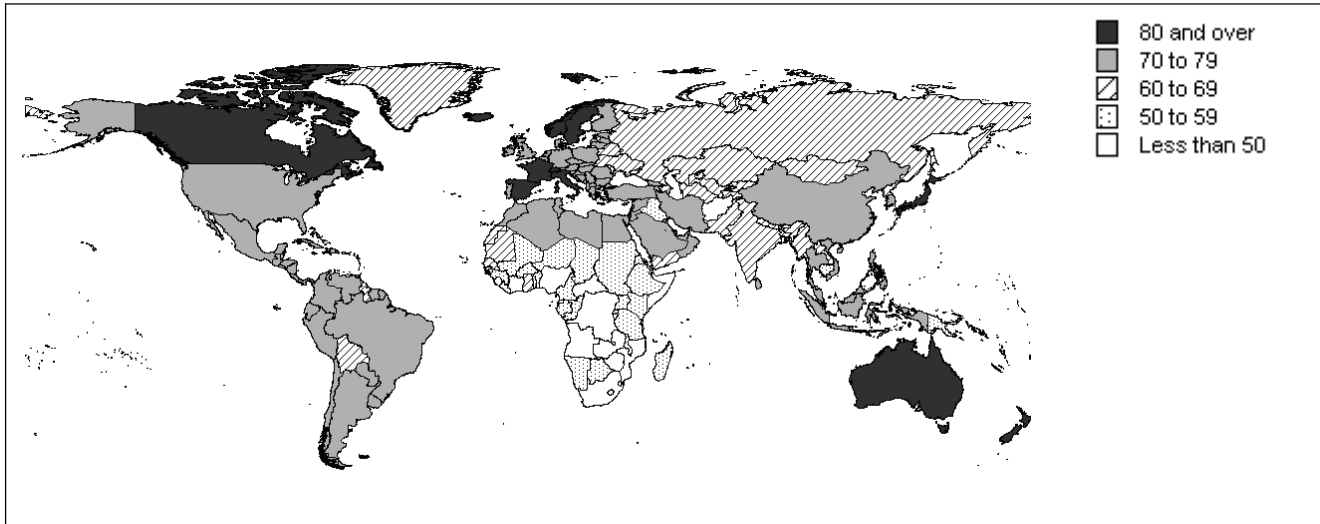 80 and over
70 to 79
60 to 69
50 to 59
Less than 50